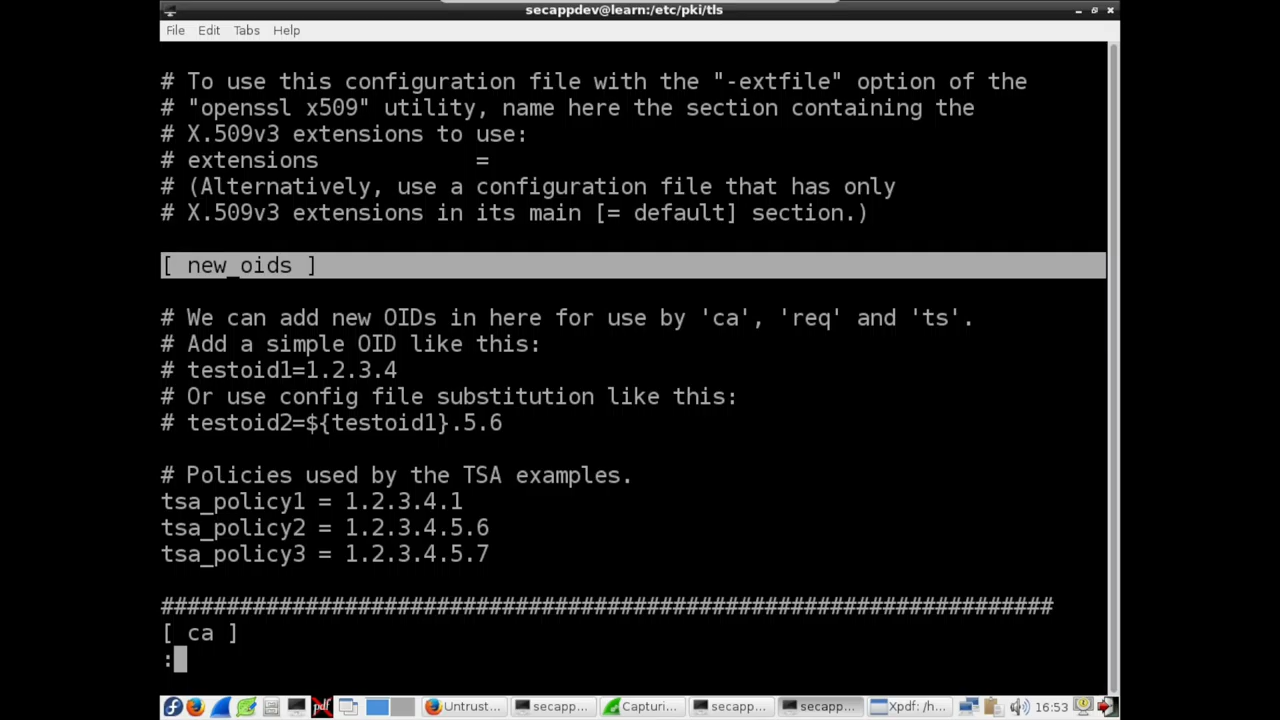 secappdev@learn:/etc/pki/tls
File Edit Tabs Help
# To use this configuration file with the "-extfile" option of the
# "openssl x509" utility, name here the section containing the
# X.509v3 extensions to use:
# extensions =
# (Alternatively, use a configuration file that has only
# X.509v3 extensions in its main [= default] section.)
[ new_oids ]
# We can add new OIDs in here for use by 'ca', 'req' and 'ts'.
# Add a simple OID like this:
# testoid1=1.2.3.4
# Or use config file substitution like this:
# testoid2=${testoid1}.5.6
# Policies used by the TSA examples.
tsa_policy1 = 1.2.3.4.1
tsa_policy2 = 1.2.3.4.5.6
tsa_policy3 = 1.2.3.4.5.7
####################################################################
[ ca ]
:
pdf Untrust... secapp... Capturi... secapp... secapp... Xpdf: /h... 16:53